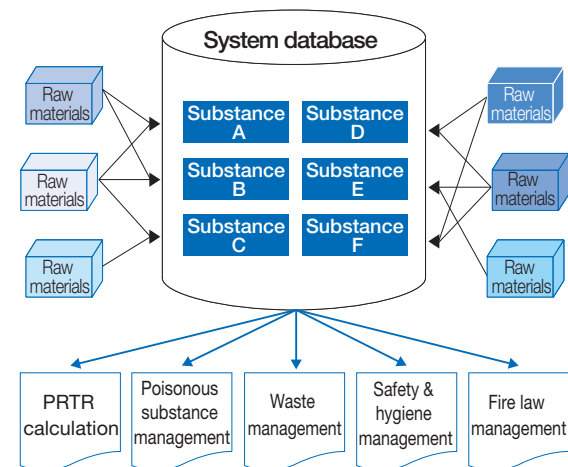 System database
Raw
materials
Raw
materials
Raw
materials
Substance
A
Substance
D
Substance
B
Substance
E
Substance
C
Substance
F
Raw
materials
Raw
materials
Raw
materials
PRTR
calculation
Poisonous
substance
management
Waste
management
Safety &
hygiene
management
Fire law
management